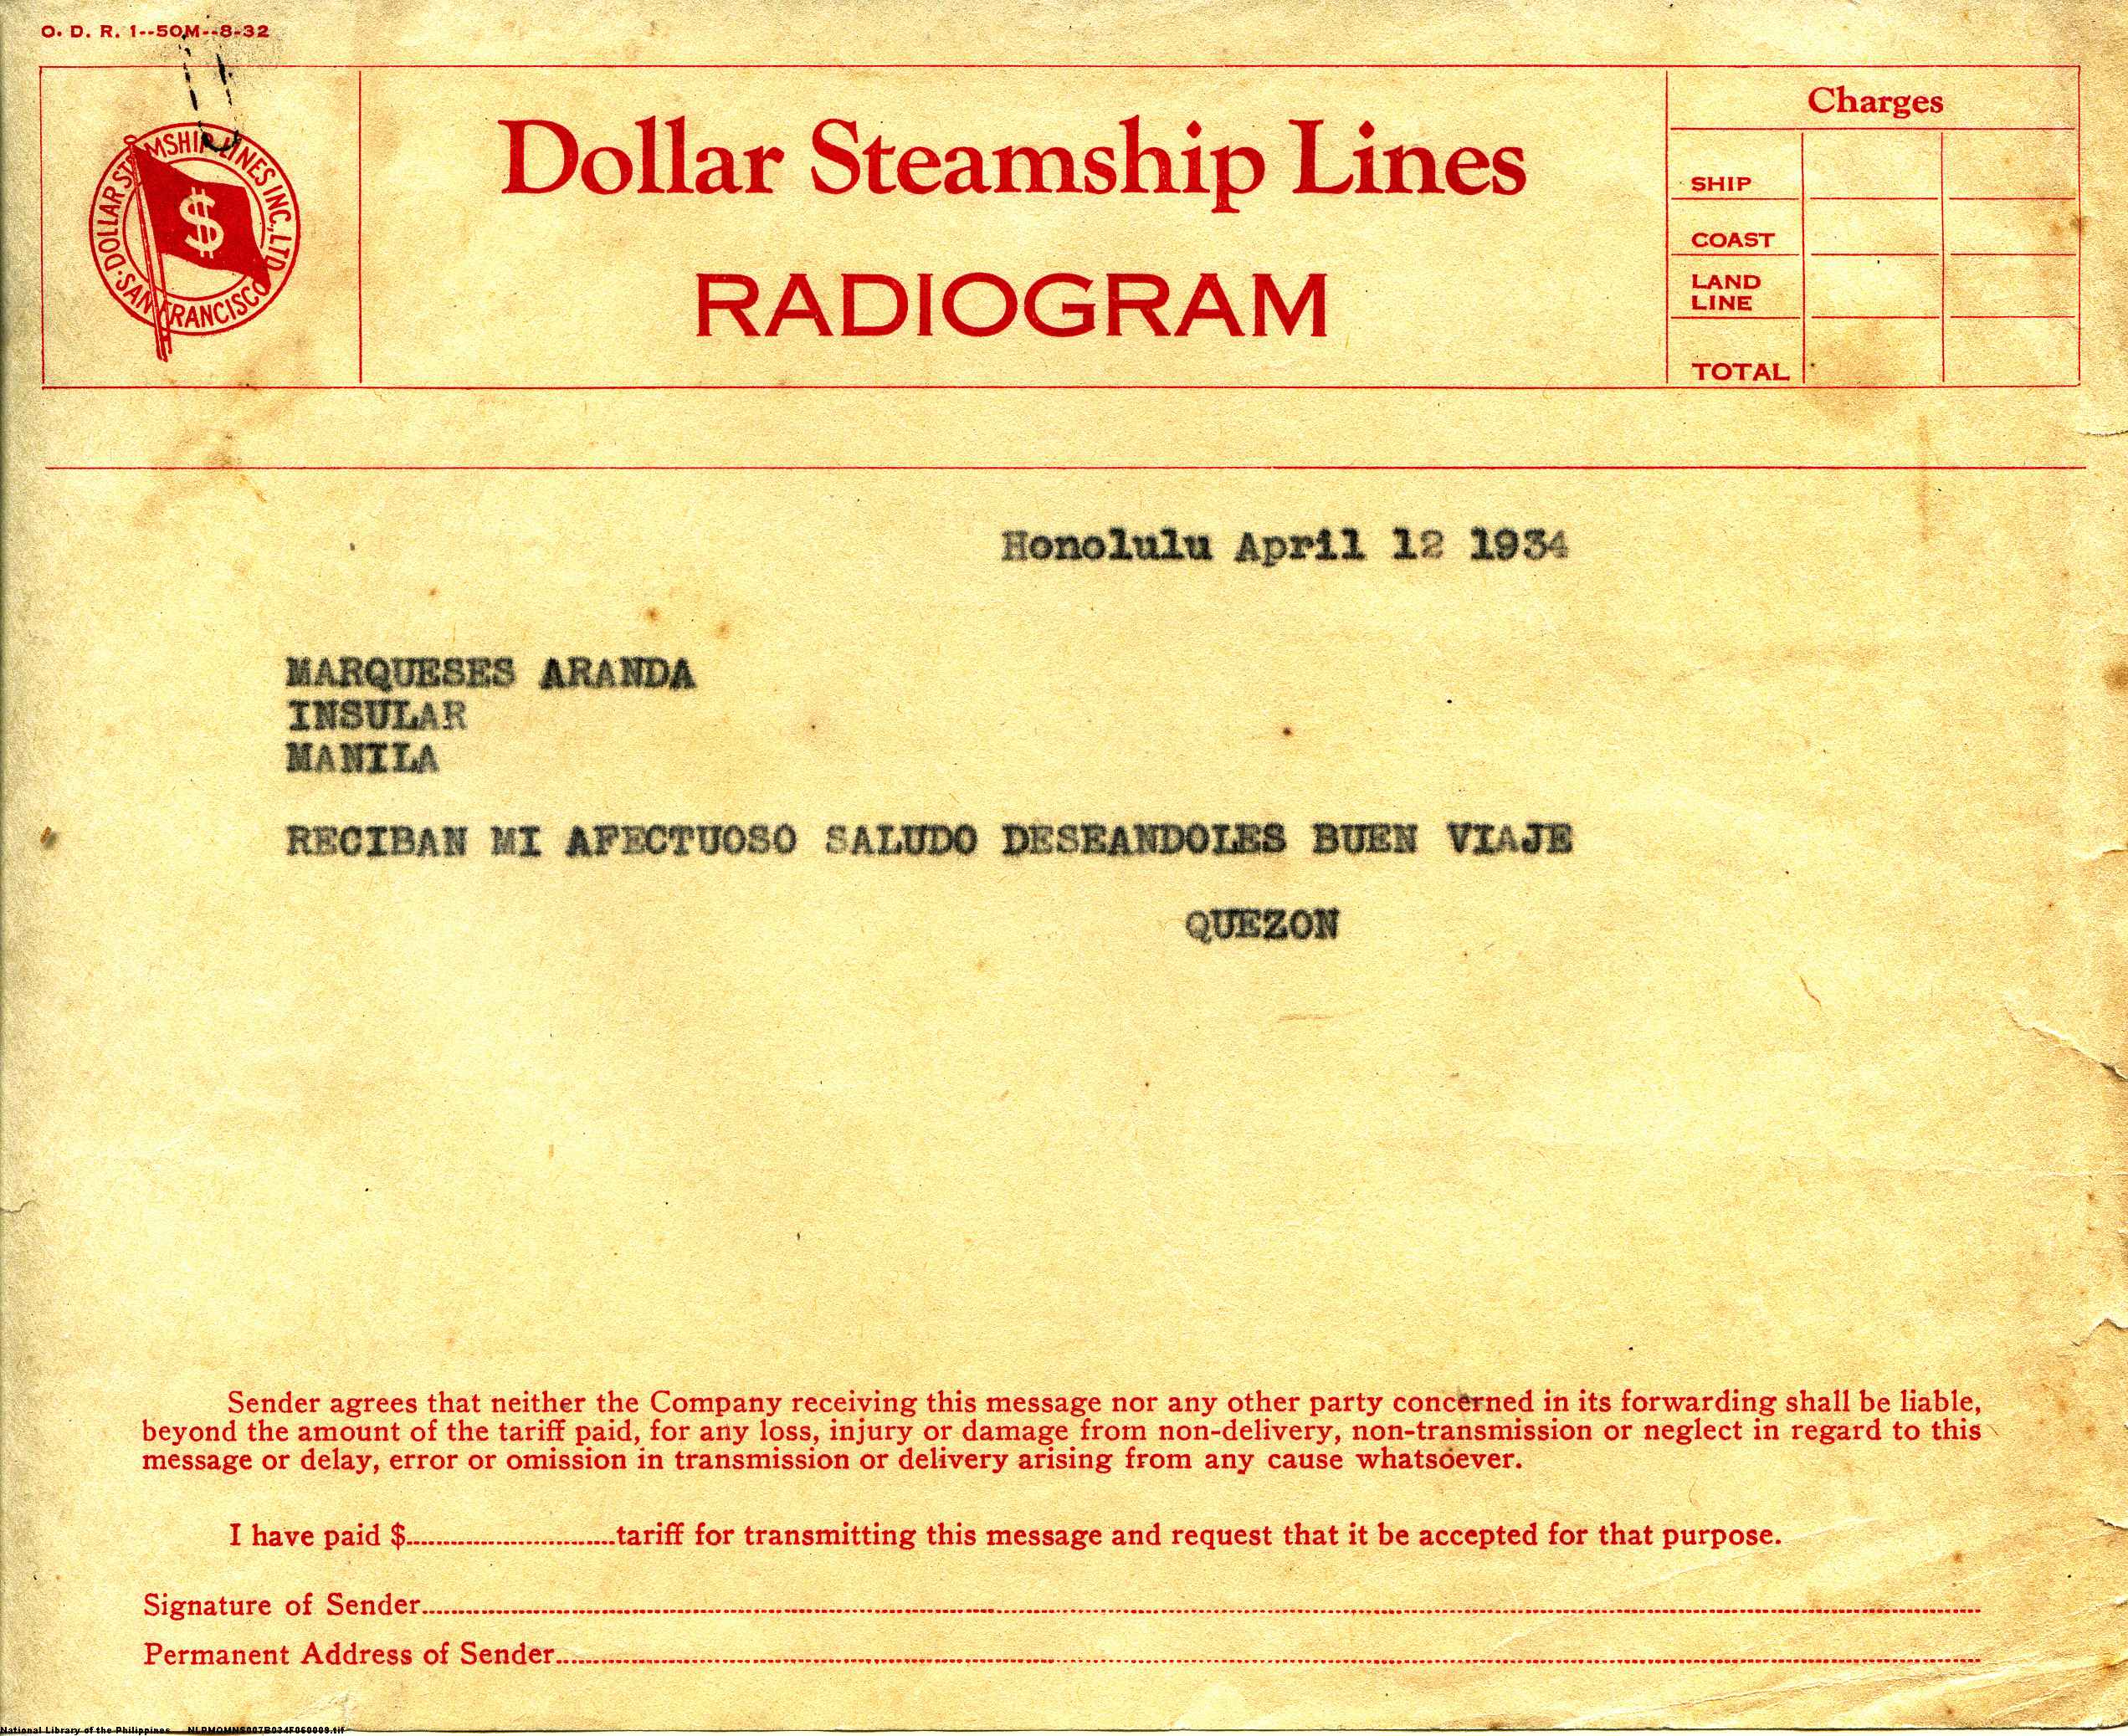 O. D. R. 1--50M--8-32
DOLLAR STEAMSHIP LINES INC., LTD.
SAN FRANCISCO
$
Dollar Steamship Lines
RADIOGRAM
Charges
SHIP
COAST
LAND
LINE
TOTAL
Honolulu April 12 1934
MARQUESES ARANDA
INSULAR
MANILA
RECIBAN MI AFECTUOSO SALUDO DESEANDOLES BUEN VIAJE
QUEZON
Sender agrees that neither the Company receiving this message nor any other party concerned in its forwarding shall be liable,
beyond the amount of the tariff paid, for any loss, injury or damage from non-delivery, non-transmission or neglect in regard to this
message or delay, error or omission in transmission or delivery arising from any cause whatsoever.
I have paid $..............................tariff for transmitting this message and request that it be accepted for that purpose.
Signature of Sender
Permanent Address of Sender
National Library of the Philippines